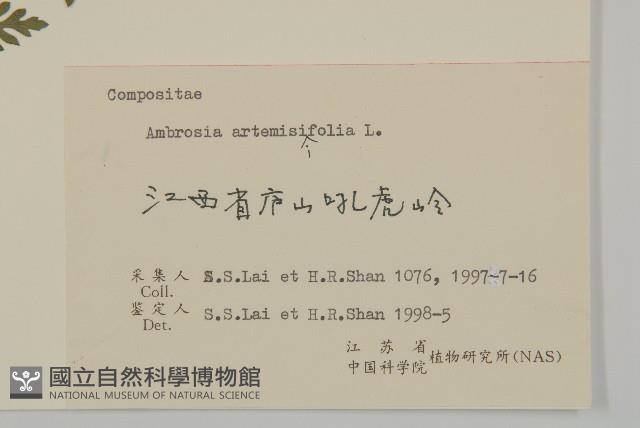 Compositae
Ambrosia artemisifolia L.
i
江西省庐山吼虎岭
采集人 S.S.Lai et H.R.Shan 1076, 1997-7-16
Coll.
鉴定人 S.S.Lai et H.R.Shan 1998-5
Det.
江苏省
中国科学院 植物研究所(NAS)
國立自然科學博物館
NATIONAL MUSEUM OF NATURAL SCIENCE